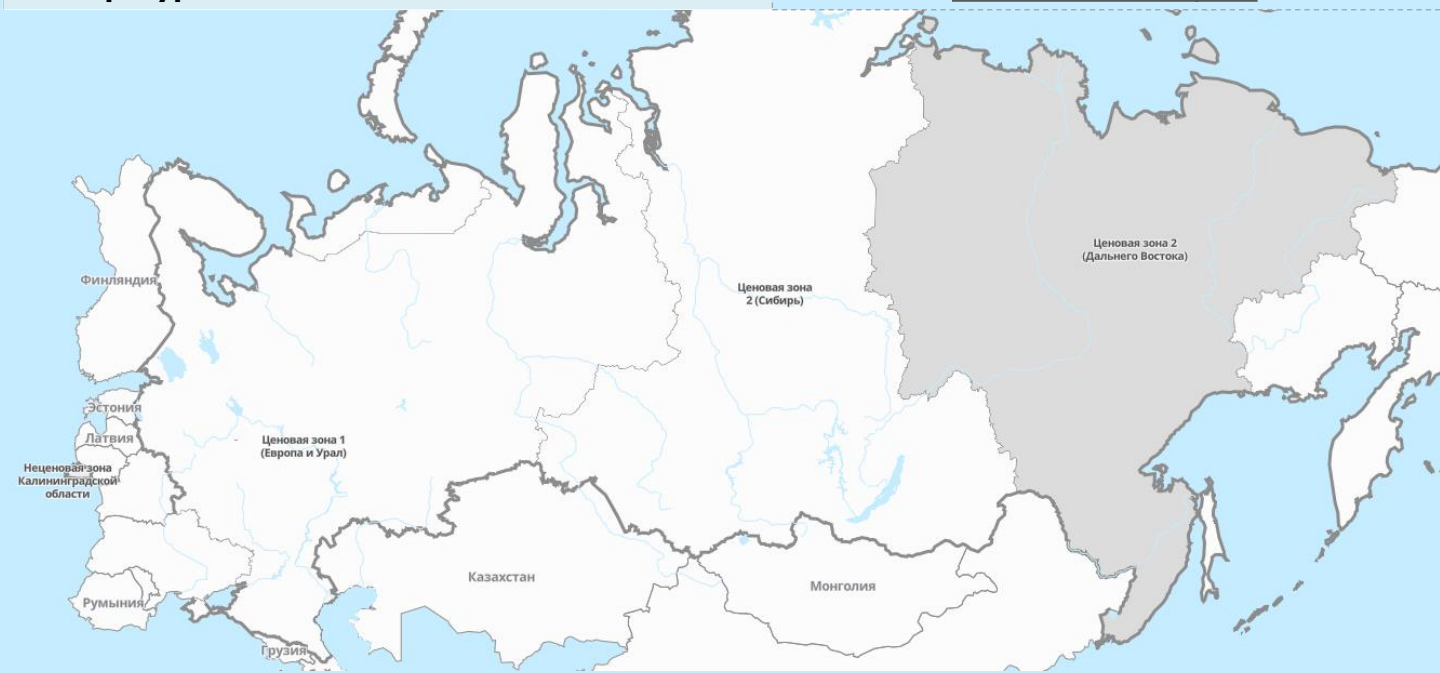 Ценовая зона 2
(Дальнего Востока)
Финляндия
Ценовая зона
2 (Сибирь)
Эстония
Латвия
Ценовая зона 1
(Европа и Урал)
Неценовая зона
Калининградской
области
Казахстан
Монголия
Румыния
Грузия